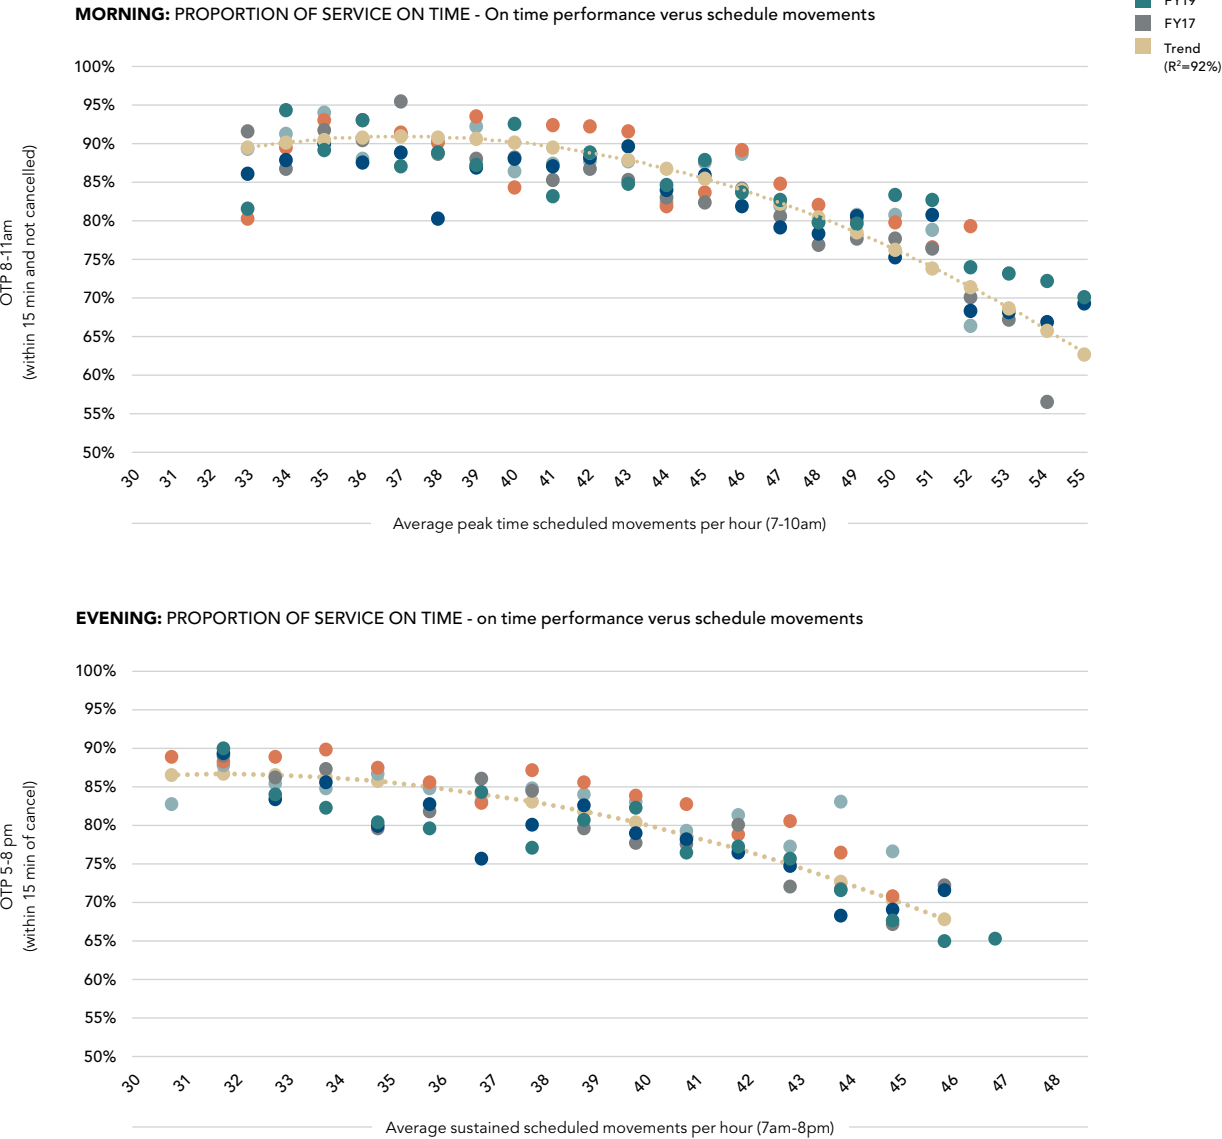 MORNING: PROPORTION OF SERVICE ON TIME - On time performance verus schedule movements
FY19
FY17
Trend
(R²=92%)
OTP 8-11am
(within 15 min and not cancelled)
100%
95%
90%
85%
80%
75%
70%
65%
60%
55%
50%
30 31 32 33 34 35 36 37 38 39 40 41 42 43 44 45 46 47 48 49 50 51 52 53 54 55
Average peak time scheduled movements per hour (7-10am)
EVENING: PROPORTION OF SERVICE ON TIME - on time performance verus schedule movements
OTP 5-8 pm
(within 15 min of cancel)
100%
95%
90%
85%
80%
75%
70%
65%
60%
55%
50%
30 31 32 33 34 35 36 37 38 39 40 41 42 43 44 45 46 47 48
Average sustained scheduled movements per hour (7am-8pm)